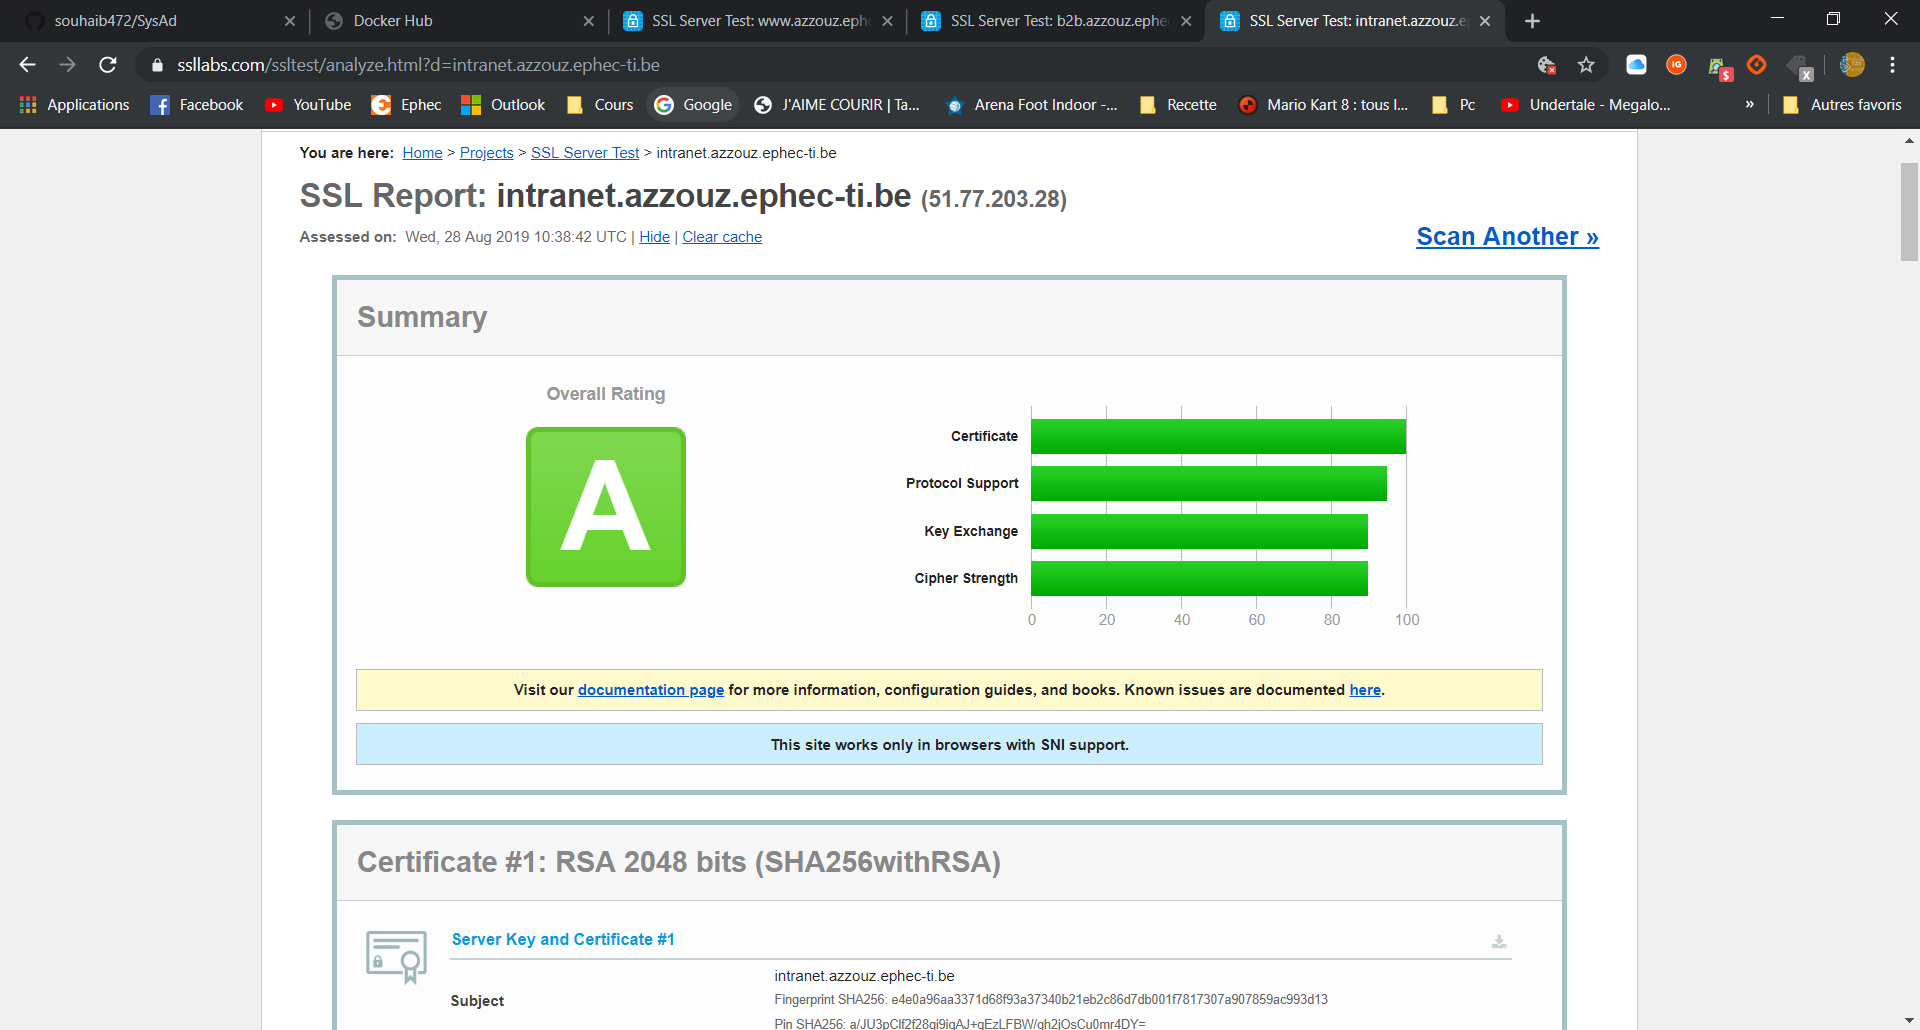 souhaib472/SysAd
Docker Hub
SSL Server Test: www.azzouz.eph
SSL Server Test: b2b.azzouz.ephe
SSL Server Test: intranet.azzouz.e
ssllabs.com/ssltest/analyze.html?d=intranet.azzouz.ephec-ti.be
Applications
Facebook
YouTube
Ephec
Outlook
Cours
Google
J'AIME COURIR | Ta...
Arena Foot Indoor -...
Recette
Mario Kart 8 : tous l...
Pc
Undertale - Megalo...
»
Autres favoris
You are here: Home > Projects > SSL Server Test > intranet.azzouz.ephec-ti.be
SSL Report: intranet.azzouz.ephec-ti.be (51.77.203.28)
Assessed on: Wed, 28 Aug 2019 10:38:42 UTC | Hide | Clear cache
Scan Another »
Summary
Overall Rating
A
Certificate
Protocol Support
Key Exchange
Cipher Strength
0 20 40 60 80 100
Visit our documentation page for more information, configuration guides, and books. Known issues are documented here.
This site works only in browsers with SNI support.
Certificate #1: RSA 2048 bits (SHA256withRSA)
Server Key and Certificate #1
Subject
intranet.azzouz.ephec-ti.be
Fingerprint SHA256: e4e0a96aa3371d68f93a37340b21eb2c86d7db001f7817307a907859ac993d13
Pin SHA256: